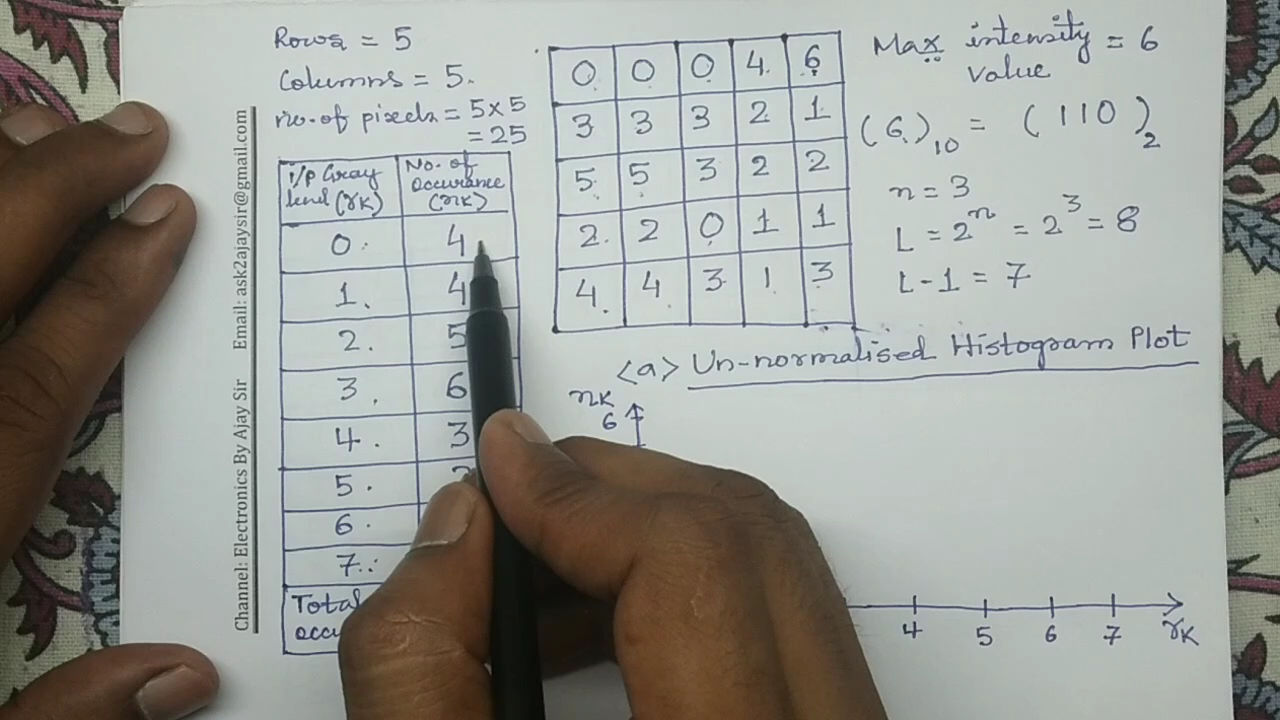 Rows = 5
Columns = 5.
no. of pixels = 5x5
= 25
i/p Gray level (rK)
No. of occurance (nK)
0. 4
1. 4
2. 5
3. 6
4. 3
5.
6.
7.
Total
0 0 0 4 6
3 3 3 2 1
5 5 3 2 2
2 2 0 1 1
4 4 3 1 3
Max intensity value = 6
(6)10 = (110)2
n = 3
L = 2^n = 2^3 = 8
L-1 = 7
<a> Un-normalised Histogram Plot
nK
6
4 5 6 7 rK
Channel: Electronics By Ajay Sir Email: ask2ajaysir@gmail.com